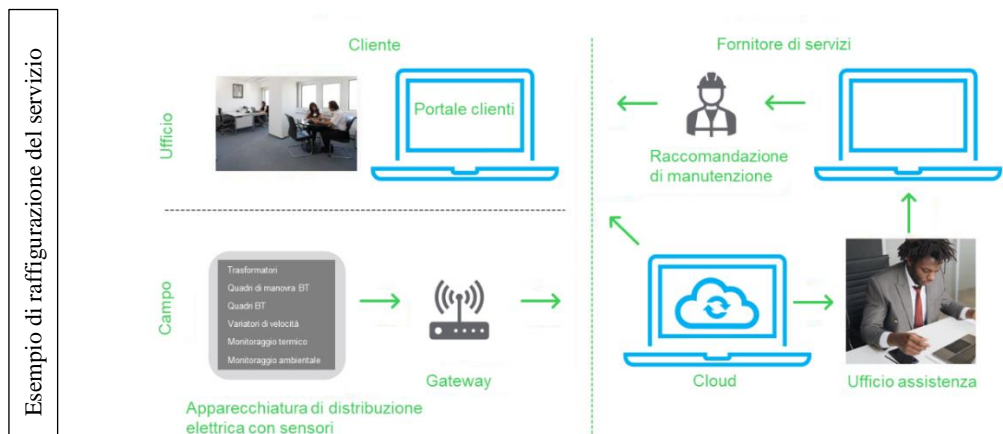 Esempio di raffigurazione del servizio
Cliente
Fornitore di servizi
Ufficio
Portale clienti
Raccomandazione
di manutenzione
Campo
Trasformatori
Quadri di manovra BT
Quadri BT
Variatori di velocità
Monitoraggio termico
Monitoraggio ambientale
Gateway
Cloud
Ufficio assistenza
Apparecchiatura di distribuzione
elettrica con sensori